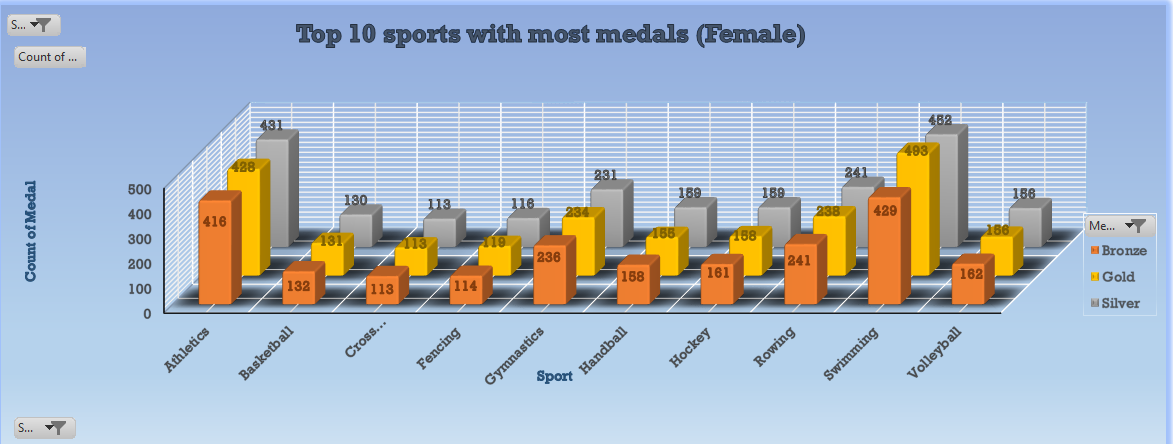 S...
Top 10 sports with most medals (Female)
Count of ...
431
452
428
493
231
241
130
113
116
159
159
156
416
131
113
119
234
155
158
238
429
156
132
113
114
236
158
161
241
162
500
400
300
200
100
0
Count of Medal
Athletics
Basketball
Cross...
Fencing
Gymnastics
Handball
Hockey
Rowing
Swimming
Volleyball
Sport
Me...
Bronze
Gold
Silver
S...